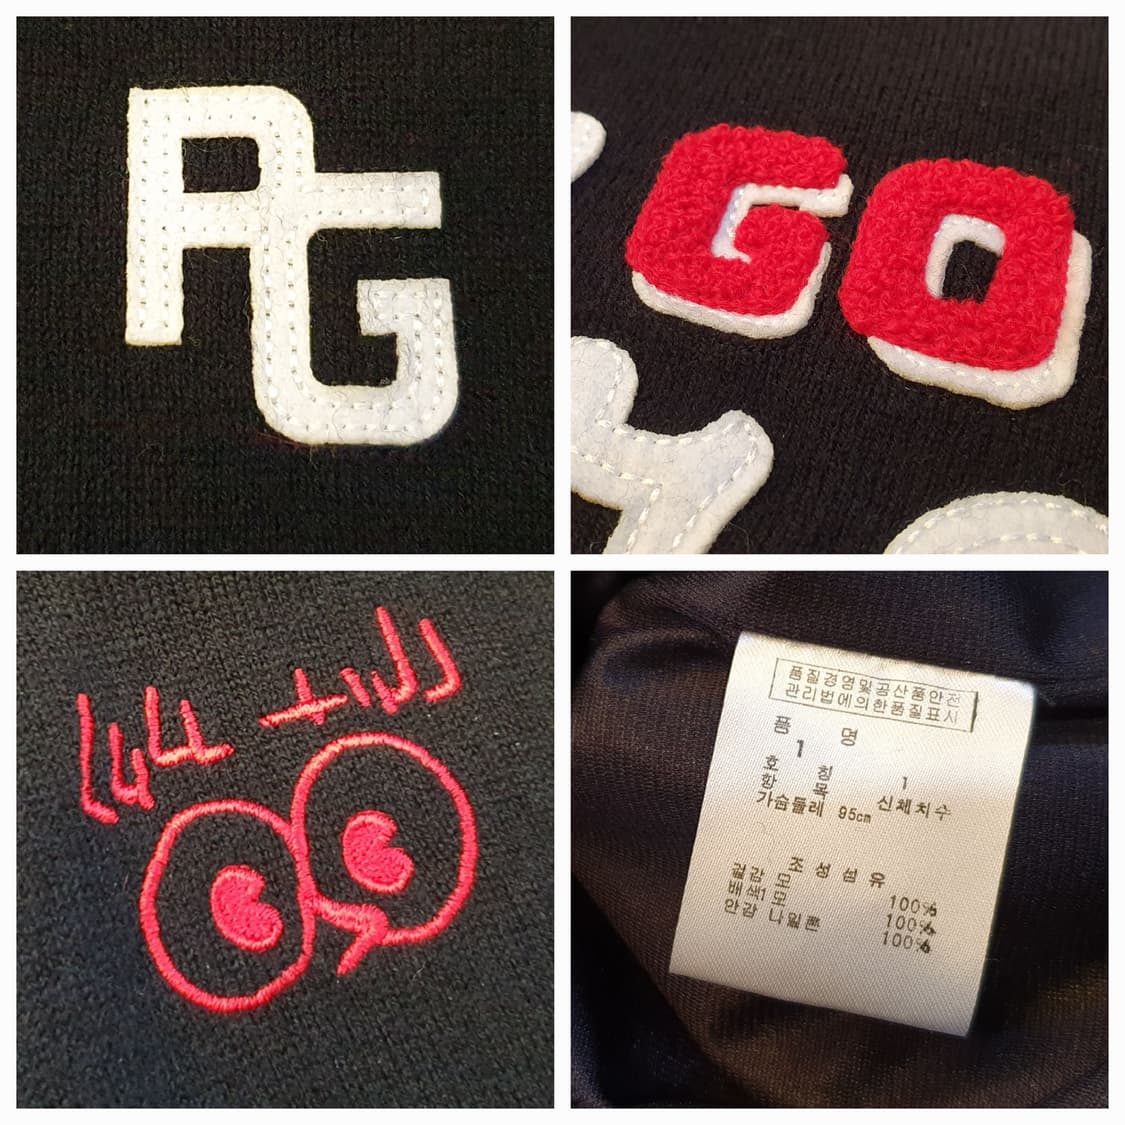 PG
GO
품질경영및공산품안전
관리법에의한품질표시
품 명
1
호 칭 1
항 목
가슴둘레 95cm 신체치수
조성섬유
겉감 모 100%
배색1 모 100%
안감 나일론 100%